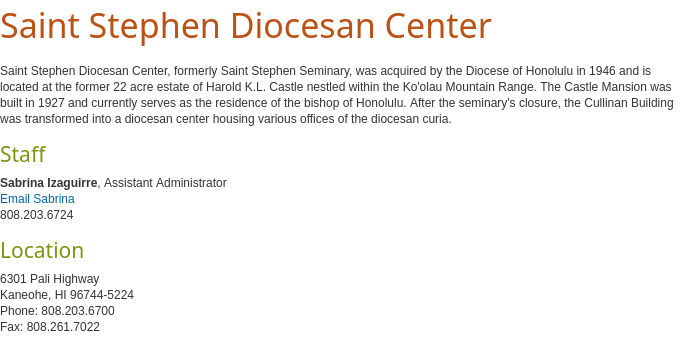 Saint Stephen Diocesan Center
Saint Stephen Diocesan Center, formerly Saint Stephen Seminary, was acquired by the Diocese of Honolulu in 1946 and is
located at the former 22 acre estate of Harold K.L. Castle nestled within the Ko'olau Mountain Range. The Castle Mansion was
built in 1927 and currently serves as the residence of the bishop of Honolulu. After the seminary's closure, the Cullinan Building
was transformed into a diocesan center housing various offices of the diocesan curia.
Staff
Sabrina Izaguirre, Assistant Administrator
Email Sabrina
808.203.6724
Location
6301 Pali Highway
Kaneohe, HI 96744-5224
Phone: 808.203.6700
Fax: 808.261.7022